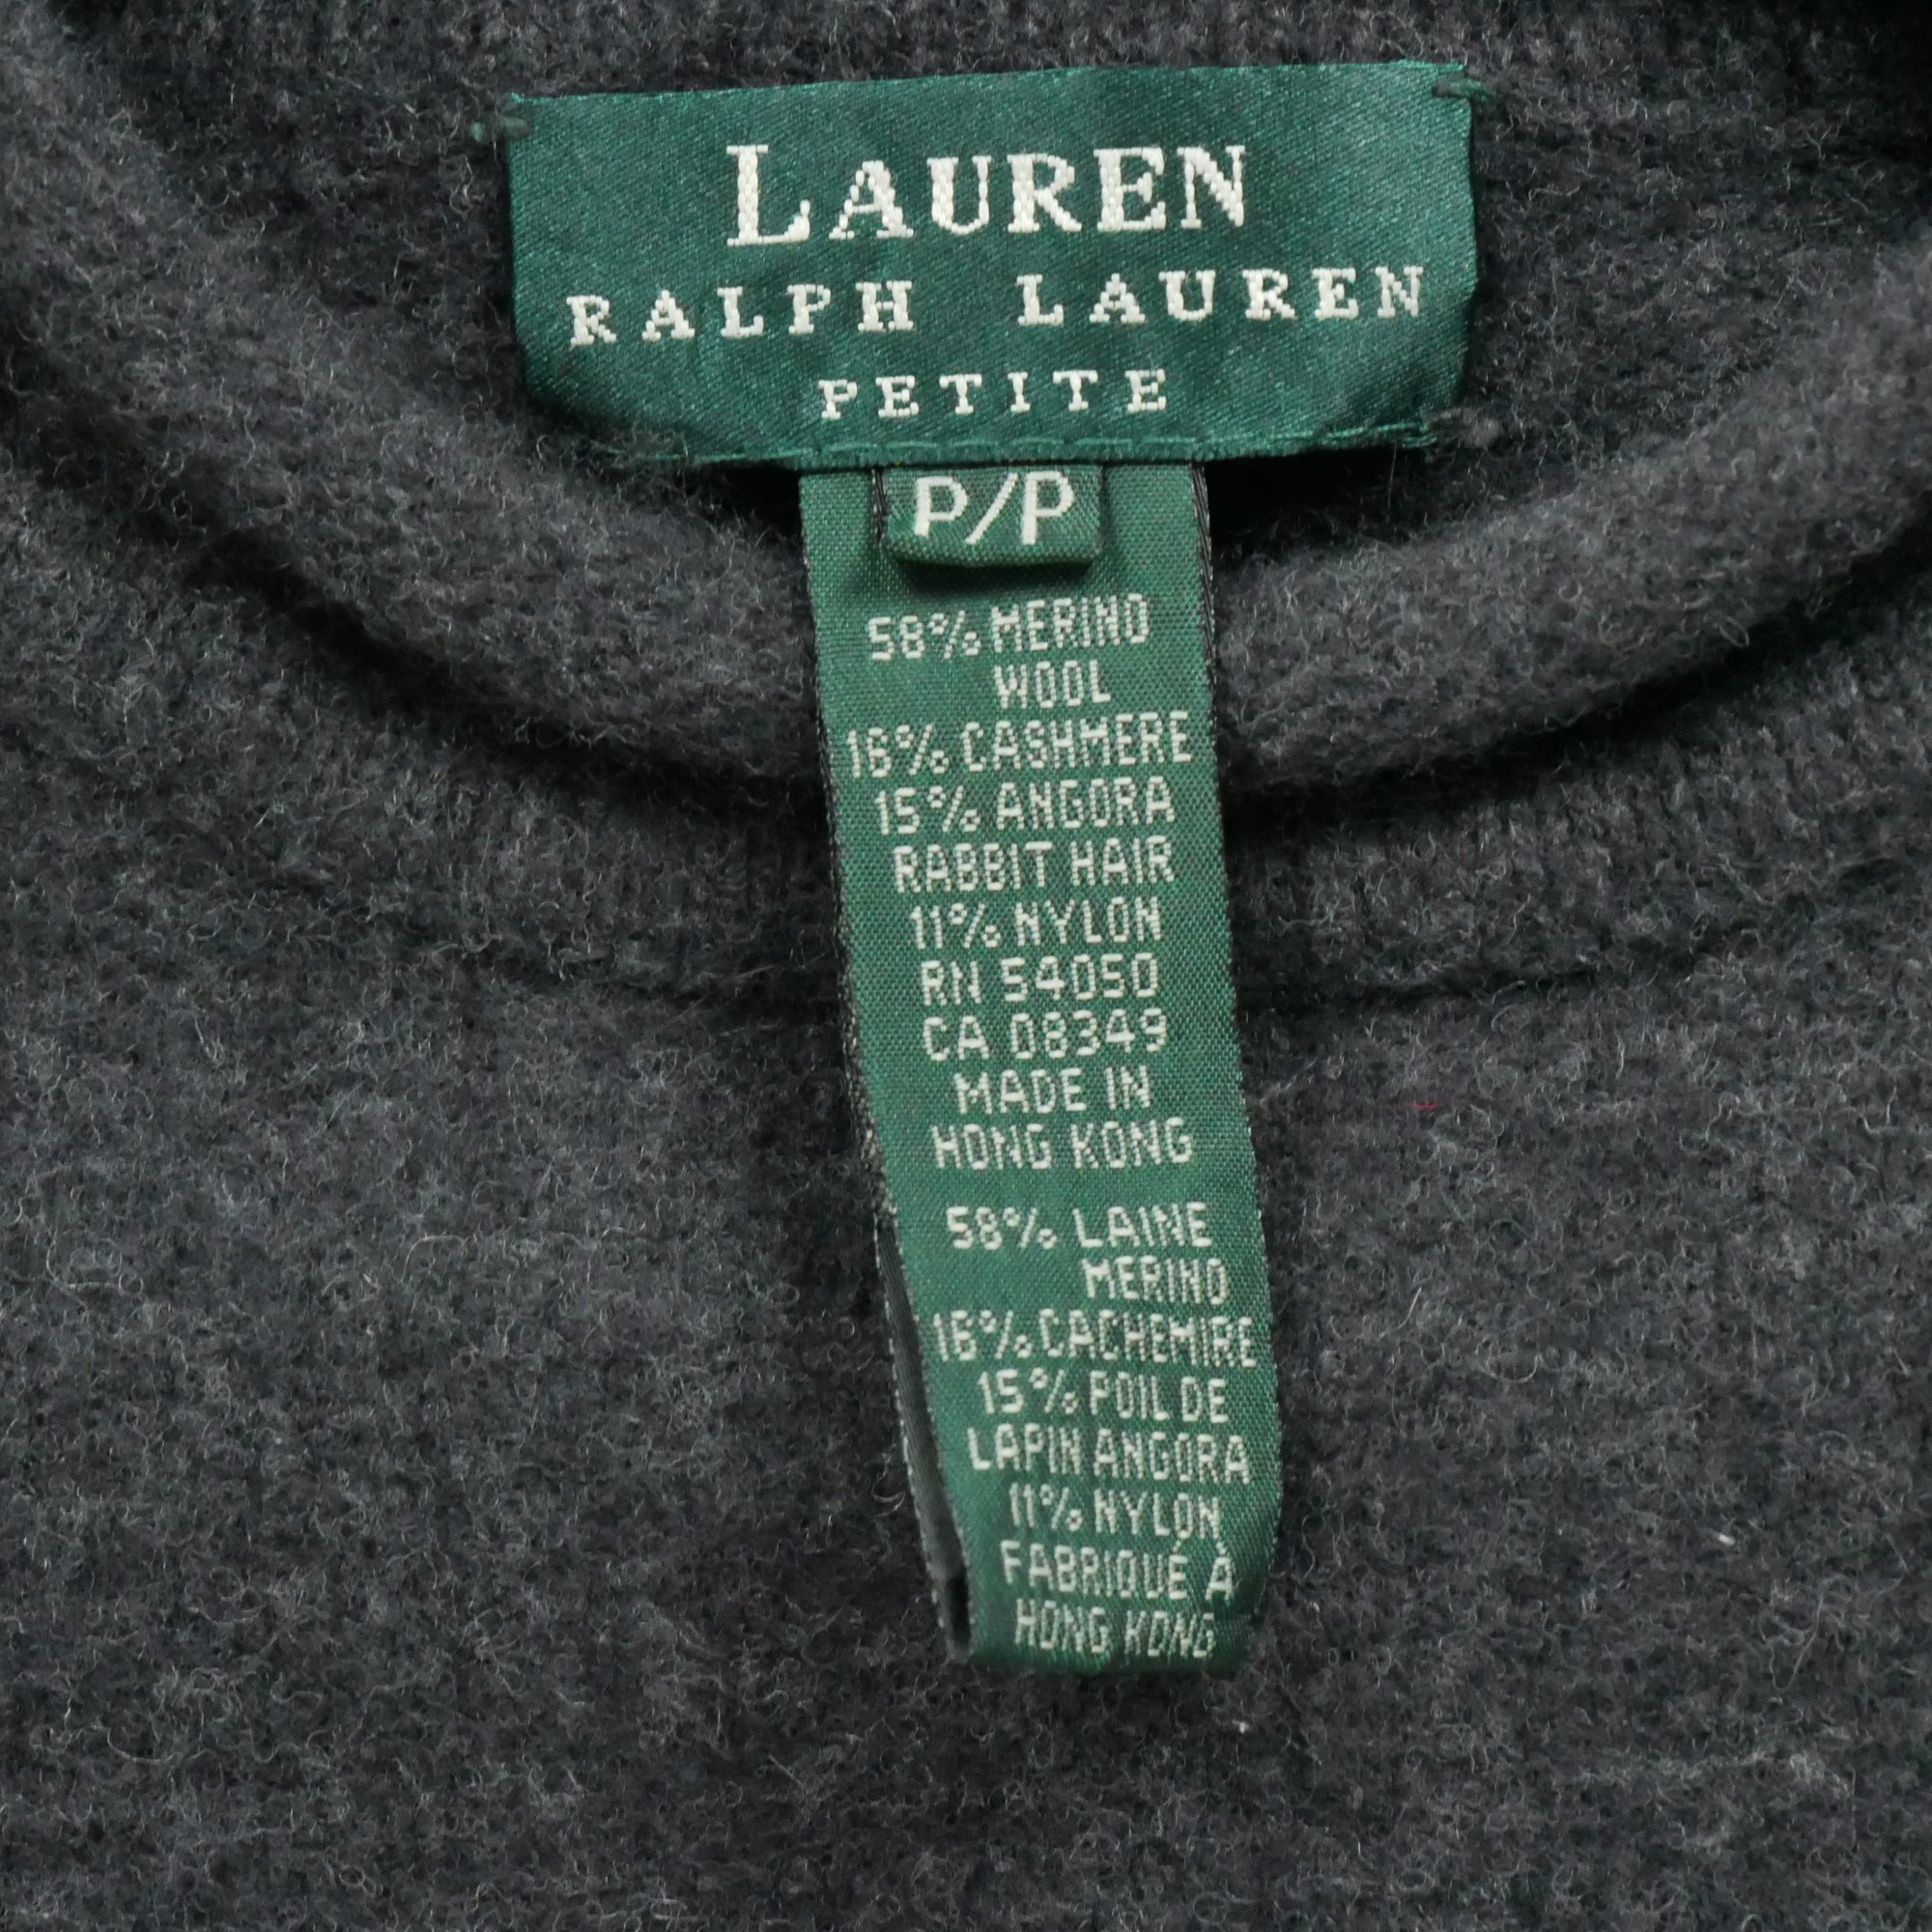 LAUREN
RALPH LAUREN
PETITE
P/P
58% MERINO
WOOL
16% CASHMERE
15% ANGORA
RABBIT HAIR
11% NYLON
RN 54050
CA 08349
MADE IN
HONG KONG
58% LAINE
MERINO
16% CACHEMIRE
15% POIL DE
LAPIN ANGORA
11% NYLON
FABRIQUÉ À
HONG KONG